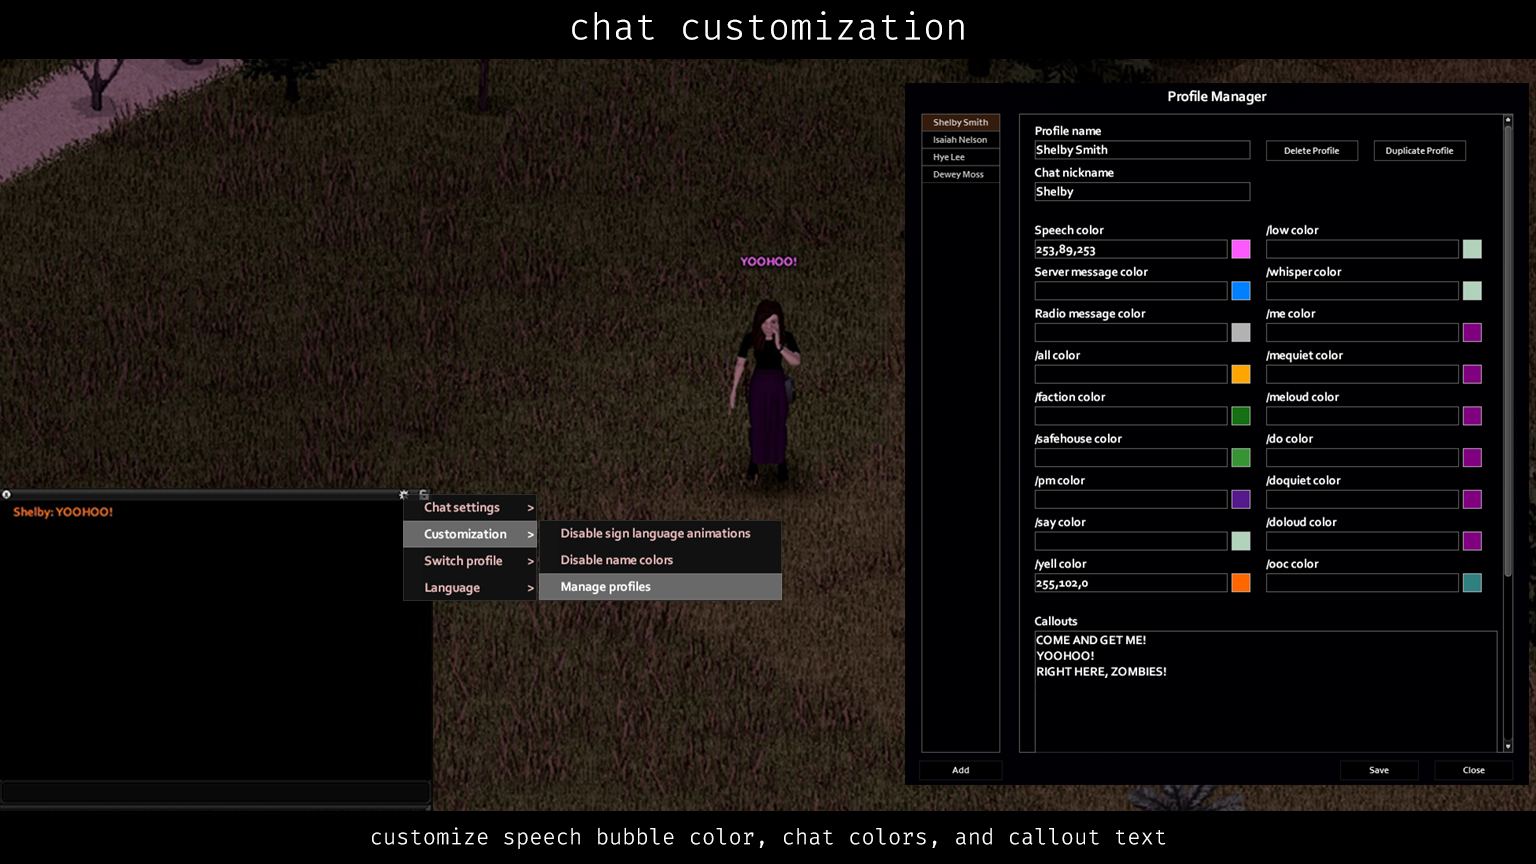 chat customization
Profile Manager
Shelby Smith
Isaiah Nelson
Hye Lee
Dewey Moss
Profile name
Shelby Smith
Delete Profile
Duplicate Profile
Chat nickname
Shelby
Speech color
253,89,253
/low color
Server message color
/whisper color
Radio message color
/me color
/all color
/mequiet color
/faction color
/meloud color
/safehouse color
/do color
/pm color
/doquiet color
/say color
/doloud color
/yell color
255,102,0
/ooc color
Callouts
COME AND GET ME!
YOOHOO!
RIGHT HERE, ZOMBIES!
Add
Save
Close
YOOHOO!
Shelby: YOOHOO!
Chat settings >
Customization >
Switch profile >
Language >
Disable sign language animations
Disable name colors
Manage profiles
customize speech bubble color, chat colors, and callout text